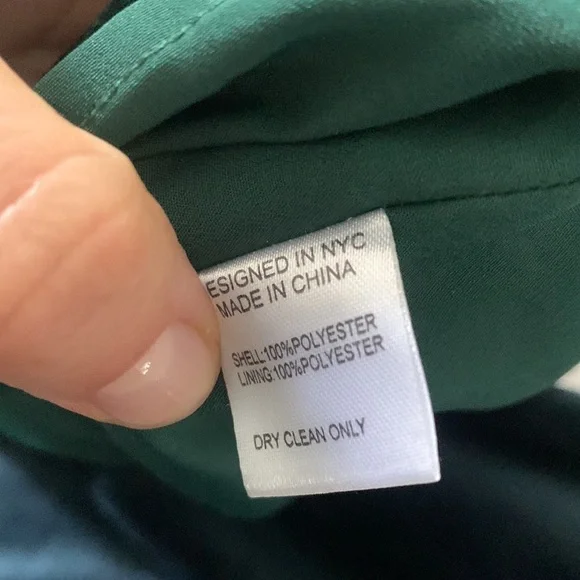 ESIGNED IN NYC
MADE IN CHINA
SHELL:100%POLYESTER
LINING:100%POLYESTER
DRY CLEAN ONLY